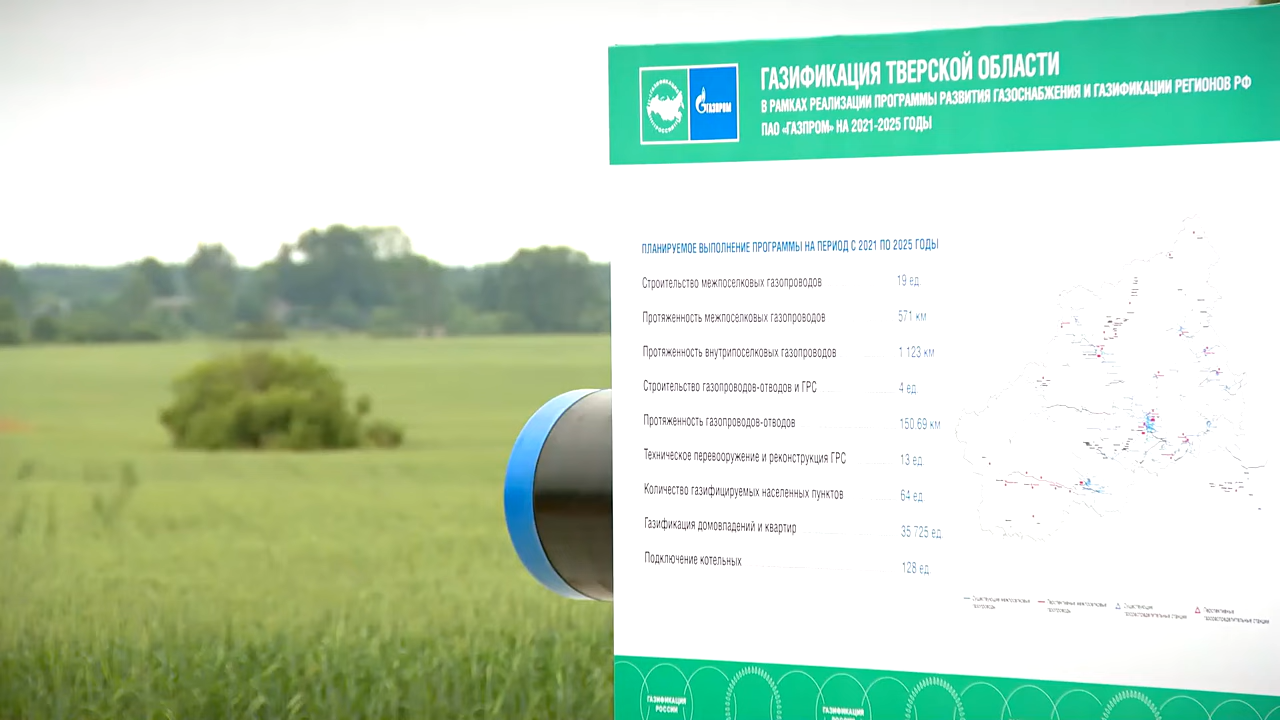 ГАЗИФИКАЦИЯ ТВЕРСКОЙ ОБЛАСТИ
В РАМКАХ РЕАЛИЗАЦИИ ПРОГРАММЫ РАЗВИТИЯ ГАЗОСНАБЖЕНИЯ И ГАЗИФИКАЦИИ РЕГИОНОВ РФ
ПАО «ГАЗПРОМ» НА 2021-2025 ГОДЫ
ГАЗПРОМ
ПЛАНИРУЕМОЕ ВЫПОЛНЕНИЕ ПРОГРАММЫ НА ПЕРИОД С 2021 ПО 2025 ГОДЫ
Строительство межпоселковых газопроводов 19 ед.
Протяженность межпоселковых газопроводов 571 км
Протяженность внутрипоселковых газопроводов 1 123 км
Строительство газопроводов-отводов и ГРС 4 ед.
Протяженность газопроводов-отводов 150.69 км
Техническое перевооружение и реконструкция ГРС 13 ед.
Количество газифицируемых населенных пунктов 64 ед.
Газификация домовладений и квартир 35 725 ед.
Подключение котельных 128 ед.
ГАЗИФИКАЦИЯ
РОССИИ
ГАЗИФИКАЦИЯ